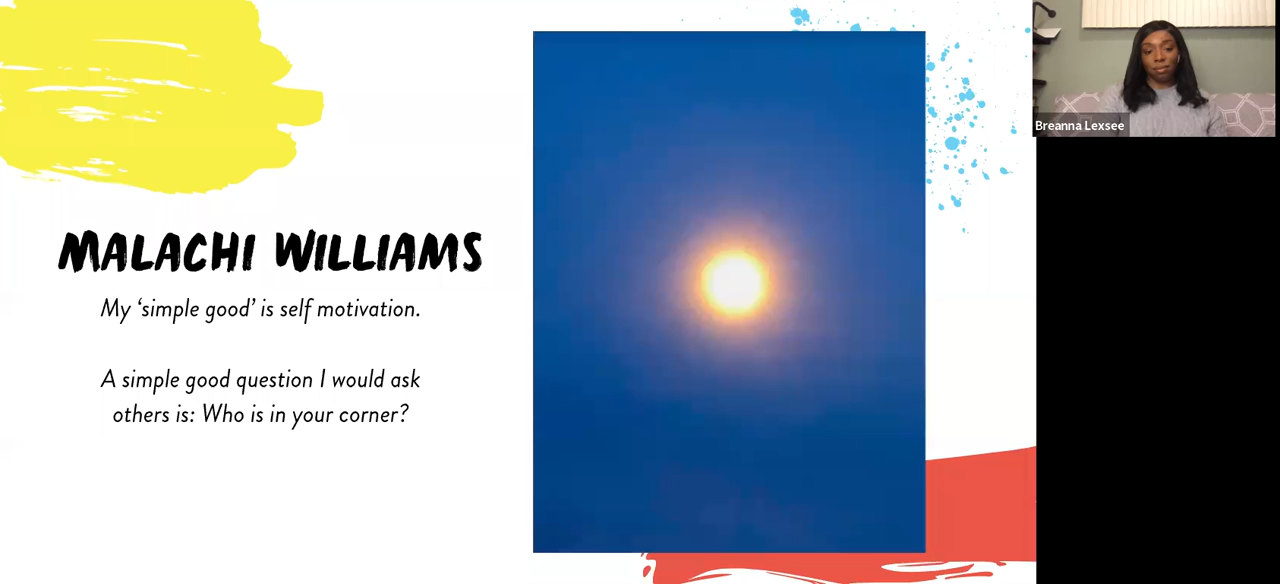 MALACHI WILLIAMS
My ‘simple good’ is self motivation.
A simple good question I would ask
others is: Who is in your corner?
Breanna Lexsee